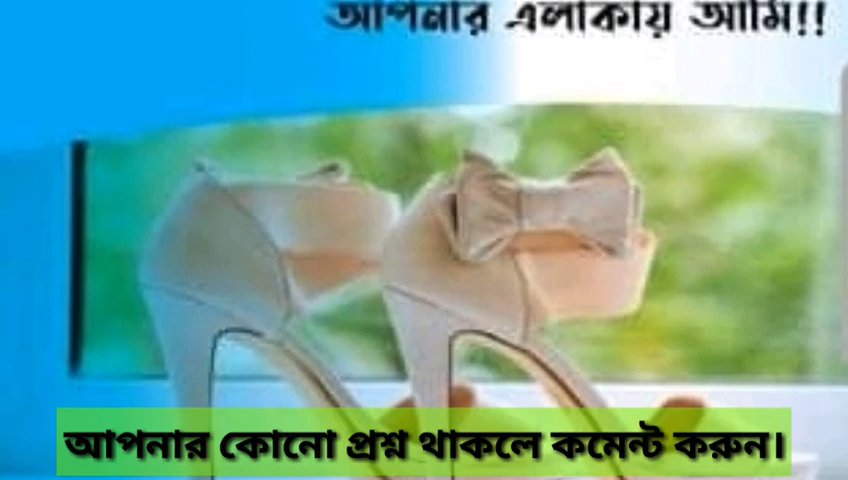 আপনার এলাকায় আমি!!
আপনার কোনো প্রশ্ন থাকলে কমেন্ট করুন।